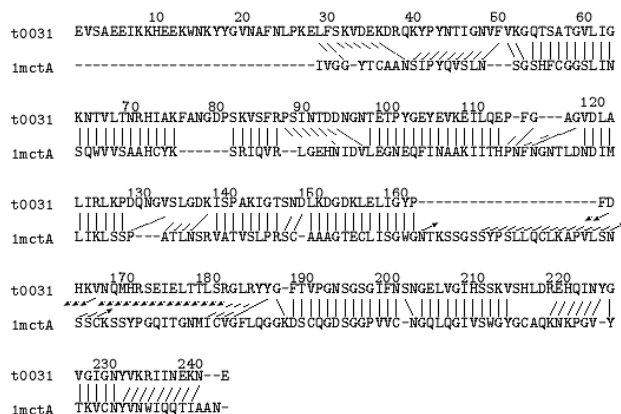 10 20 30 40 50 60
t0031 EVSAEEIKKHEEKWNKYYGVNAFNLPKELFSKVDEKDRQKYPYNTIGNVFVKGQTSATGVLIG
1mctA ----------------------------IVGG-YTCAANSIPYQVSLN---SGSHFCGGSLIN
70 80 90 100 110 120
t0031 KNTVLTNRHIAKFANGDPSKVSFRPSINTDDNGNTETPYGEYEVKEILQEP-FG---AGVDLA
1mctA SQWVVSAAHCYK------SRIQVR--LGEHNIDVLEGNEQFINAAKIITHPNFNGNTLDNDIM
130 140 150 160
t0031 LIRLKPDQNGVSLGDKISPAKIGTSNDLKDGDKLELIGYP---------------------FD
1mctA LIKLSSP---ATLNSRVATVSLPRSC-AAAGTECLISGWGNTKSSGSSYPSLLQCLKAPVLSN
170 180 190 200 210 220
t0031 HKVNQMHRSEIELTTLSRGLRYYG-FTVPGNSGSGIFNSNGELVGIHSSKVSHLDREHQINYG
1mctA SSCKSSYPGQITGNMICVGFLQGGKDSCQGDSGGPVVC-NGQLQGIVSWGYGCAQKNKPGV-Y
230 240
t0031 VGIGNYVKRIINEKN--E
1mctA TKVCNYVNWIQQTIAAN-